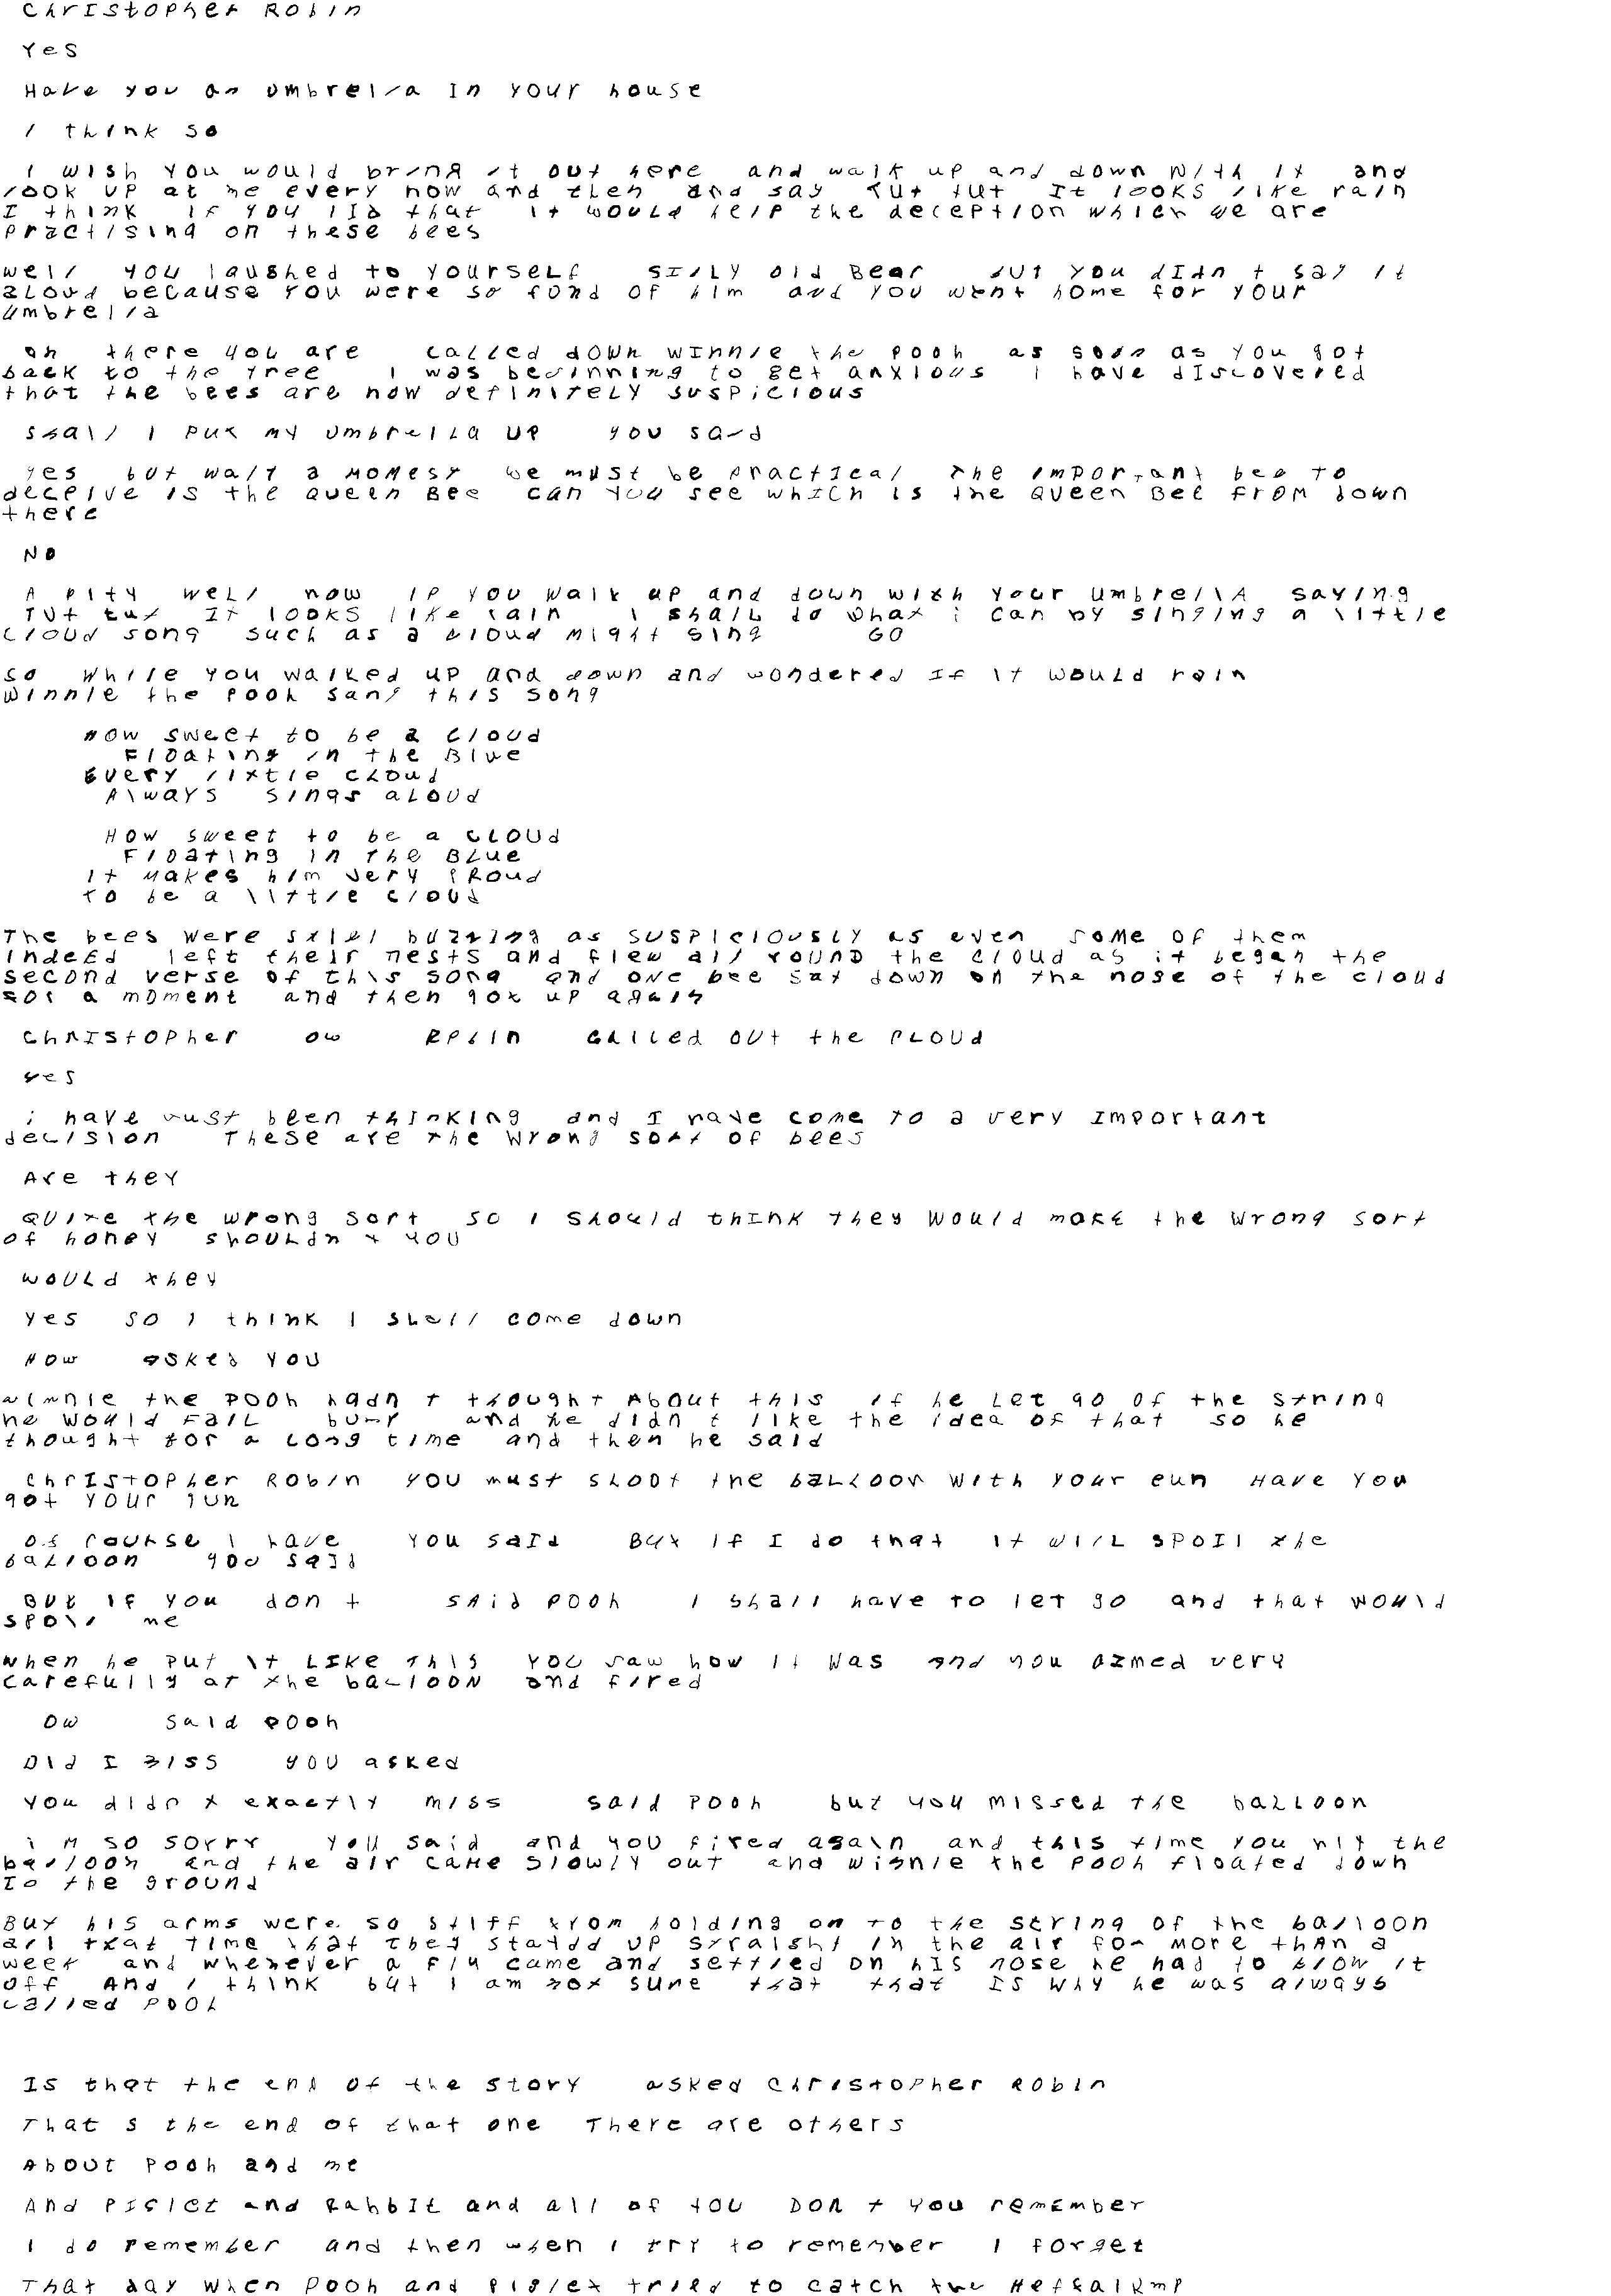 Christopher Robin
Yes
Have you an umbrella in your house
I think so
I wish you would bring it out here and walk up and down with it and
look up at me every now and then and say Tut tut It looks like rain
I think if you did that it would help the deception which we are
practising on these bees
Well you laughed to yourself Silly old Bear but you didn t say it
aloud because you were so fond of him and you went home for your
umbrella
Oh there you are called down Winnie the Pooh as soon as you got
back to the tree I was beginning to get anxious I have discovered
that the bees are now definitely Suspicious
Shall I put my umbrella up you said
Yes but wait a moment We must be practical The important bee to
deceive is the Queen Bee Can you see which is the Queen Bee from down
there
No
A pity Well now if you walk up and down with your umbrella saying
Tut tut It looks like rain I shall do what I can by singing a little
Cloud Song such as a cloud might sing Go
So while you walked up and down and wondered if it would rain
Winnie the Pooh sang this song
How sweet to be a Cloud
Floating in the Blue
Every little cloud
Always sings aloud
How sweet to be a Cloud
Floating in the Blue
It makes him very proud
To be a little cloud
The bees were still buzzing as suspiciously as ever Some of them
indeed left their nests and flew all round the cloud as it began the
second verse of this song and one bee sat down on the nose of the cloud
for a moment and then got up again
Christopher ow Robin called out the cloud
Yes
I have just been thinking and I have come to a very important
decision These are the wrong sort of bees
Are they
Quite the wrong sort So I should think they would make the wrong sort
of honey shouldn t you
Would they
Yes So I think I shall come down
How asked you
Winnie the Pooh hadn t thought about this If he let go of the string
he would fall bump and he didn t like the idea of that So he
thought for a long time and then he said
Christopher Robin you must shoot the balloon with your gun Have you
got your gun
Of course I have you said But if I do that it will spoil the
balloon you said
But if you don t said Pooh I shall have to let go and that would
spoil me
When he put it like this you saw how it was and you aimed very
carefully at the balloon and fired
Ow said Pooh
Did I miss you asked
You didn t exactly miss said Pooh but you missed the balloon
I m so sorry you said and you fired again and this time you hit the
balloon and the air came slowly out and Winnie the Pooh floated down
to the ground
But his arms were so stiff from holding on to the string of the balloon
all that time that they stayed up straight in the air for more than a
week and whenever a fly came and settled on his nose he had to blow it
off And I think but I am not sure that that is why he was always
called Pooh
Is that the end of the story asked Christopher Robin
That s the end of that one There are others
About Pooh and Me
And Piglet and Rabbit and all of you Don t you remember
I do remember and then when I try to remember I forget
That day when Pooh and Piglet tried to catch the Heffalump